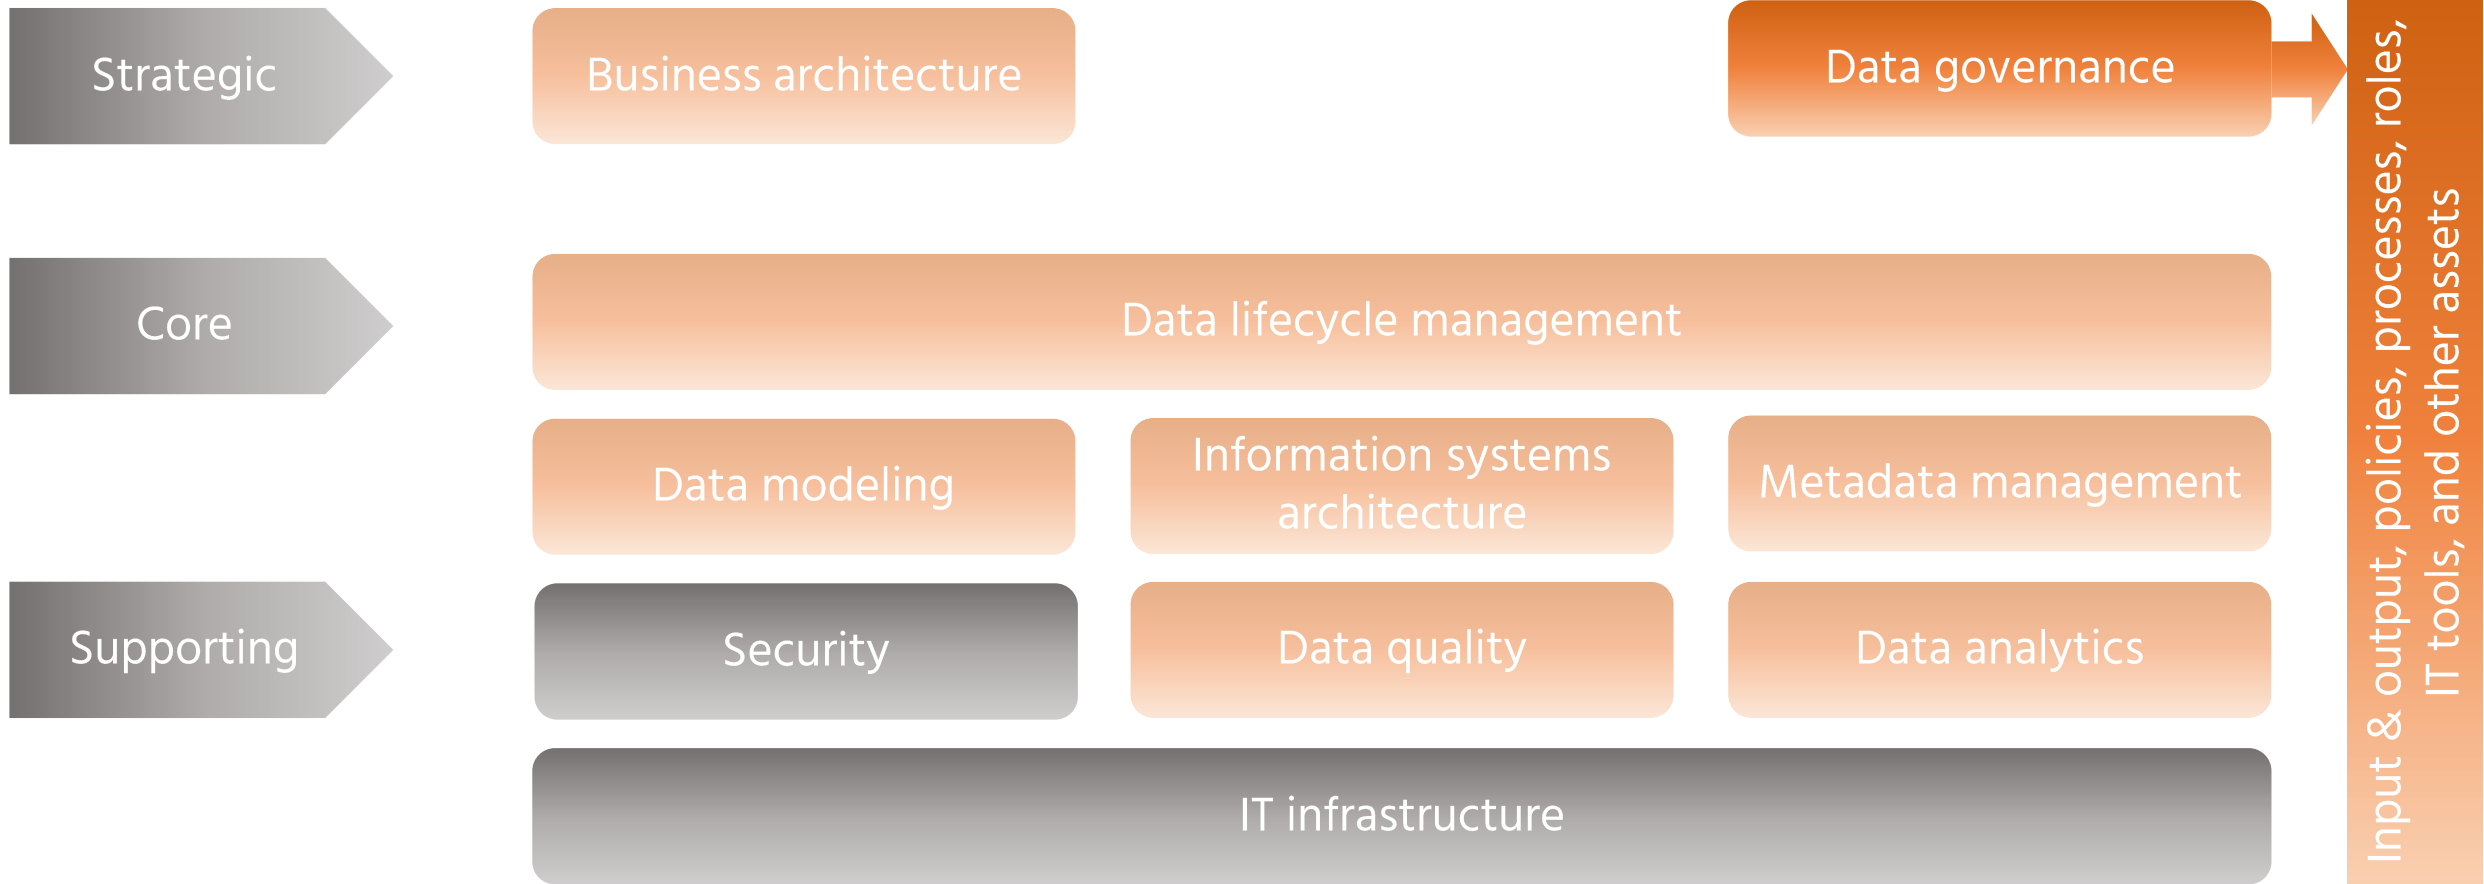 Strategic
Business architecture
Data governance
Core
Data lifecycle management
Data modeling
Information systems
architecture
Metadata management
Supporting
Security
Data quality
Data analytics
IT infrastructure
Input & output, policies, processes, roles,
IT tools, and other assets